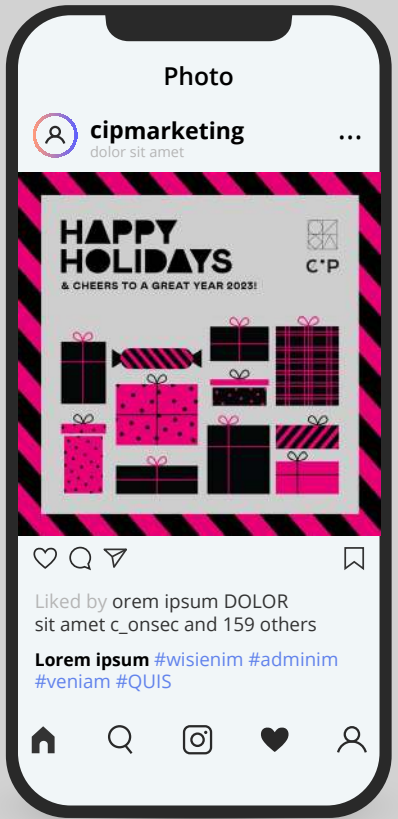 Photo
cipmarketing
dolor sit amet
HAPPY
HOLIDAYS
& CHEERS TO A GREAT YEAR 2023!
C*P
Liked by orem ipsum DOLOR
sit amet c_onsec and 159 others
Lorem ipsum #wisienim #adminim
#veniam #QUIS